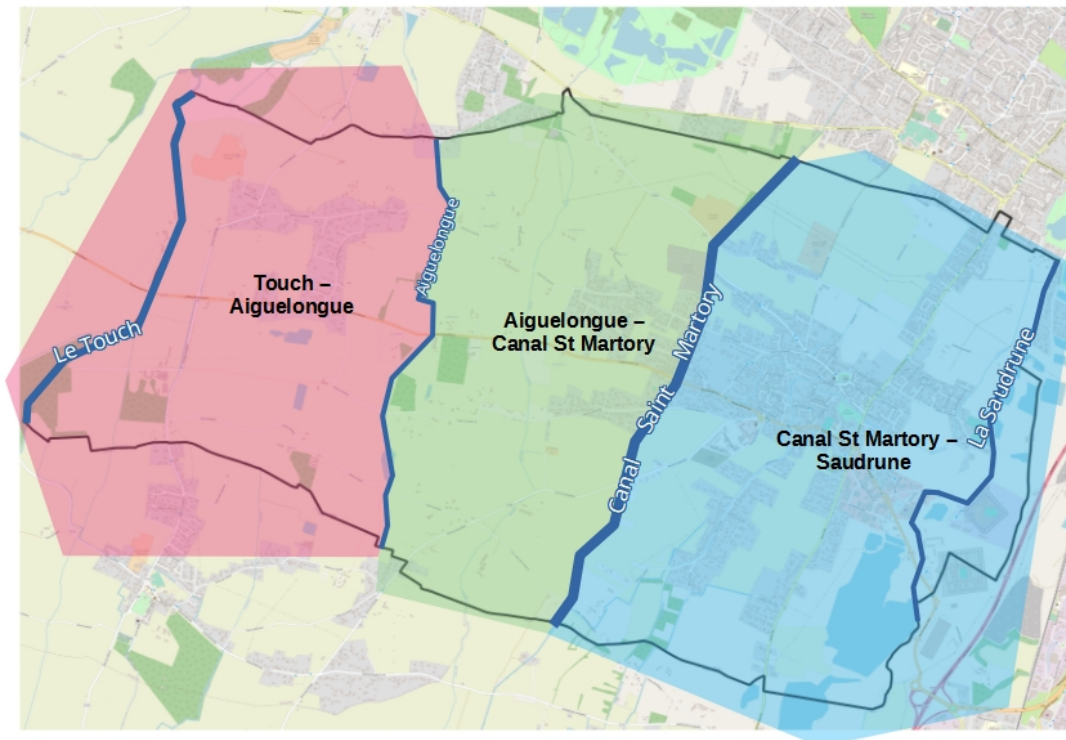 Le Touch
Touch –
Aiguelongue
Aiguelongue
Aiguelongue –
Canal St Martory
Canal Saint Martory
Canal St Martory –
Saudrune
La Saudrune